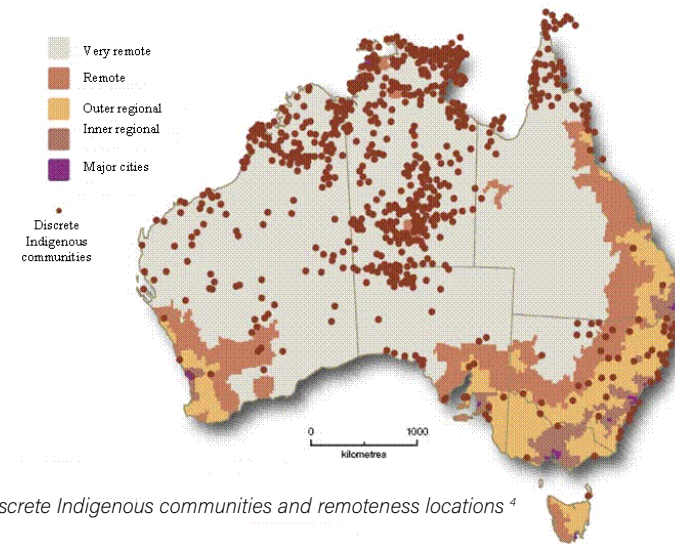 Very remote
Remote
Outer regional
Inner regional
Major cities
Discrete
Indigenous
communities
0 1000
kilometres
screte Indigenous communities and remoteness locations 4